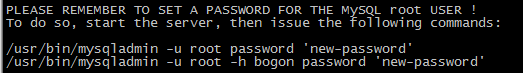 PLEASE REMEMBER TO SET A PASSWORD FOR THE MySQL root USER !
To do so, start the server, then issue the following commands:

/usr/bin/mysqladmin -u root password 'new-password'
/usr/bin/mysqladmin -u root -h bogon password 'new-password'